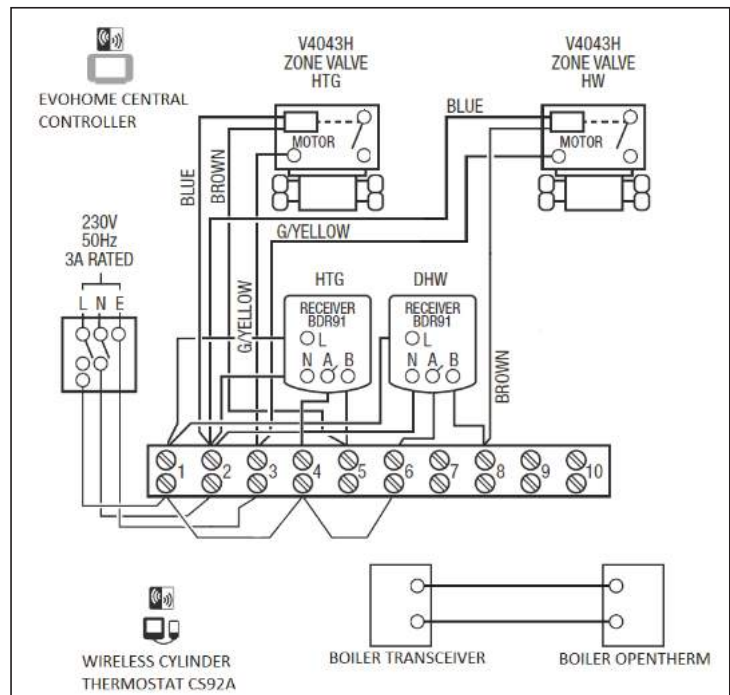 V4043H
ZONE VALVE
HTG
V4043H
ZONE VALVE
HW
EVOHOME CENTRAL
CONTROLLER
BLUE
MOTOR
MOTOR
BLUE
BROWN
G/YELLOW
230V
50Hz
3A RATED
L N E
HTG
DHW
G/YELLOW
RECEIVER
BDR91
L
N A B
RECEIVER
BDR91
L
N A B
BROWN
1 2 3 4 5 6 7 8 9 10
WIRELESS CYLINDER
THERMOSTAT CS92A
BOILER TRANSCEIVER
BOILER OPENTHERM